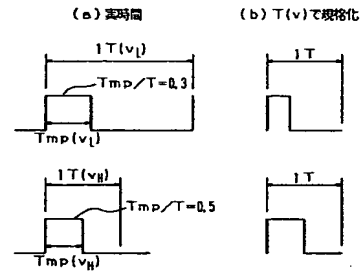 (a) 実時間
(b) T(v)で規格化
1T(vL)
1T
Tmp/T=0.3
Tmp(vL)
1T(vH)
1T
Tmp/T=0.5
Tmp(vH)